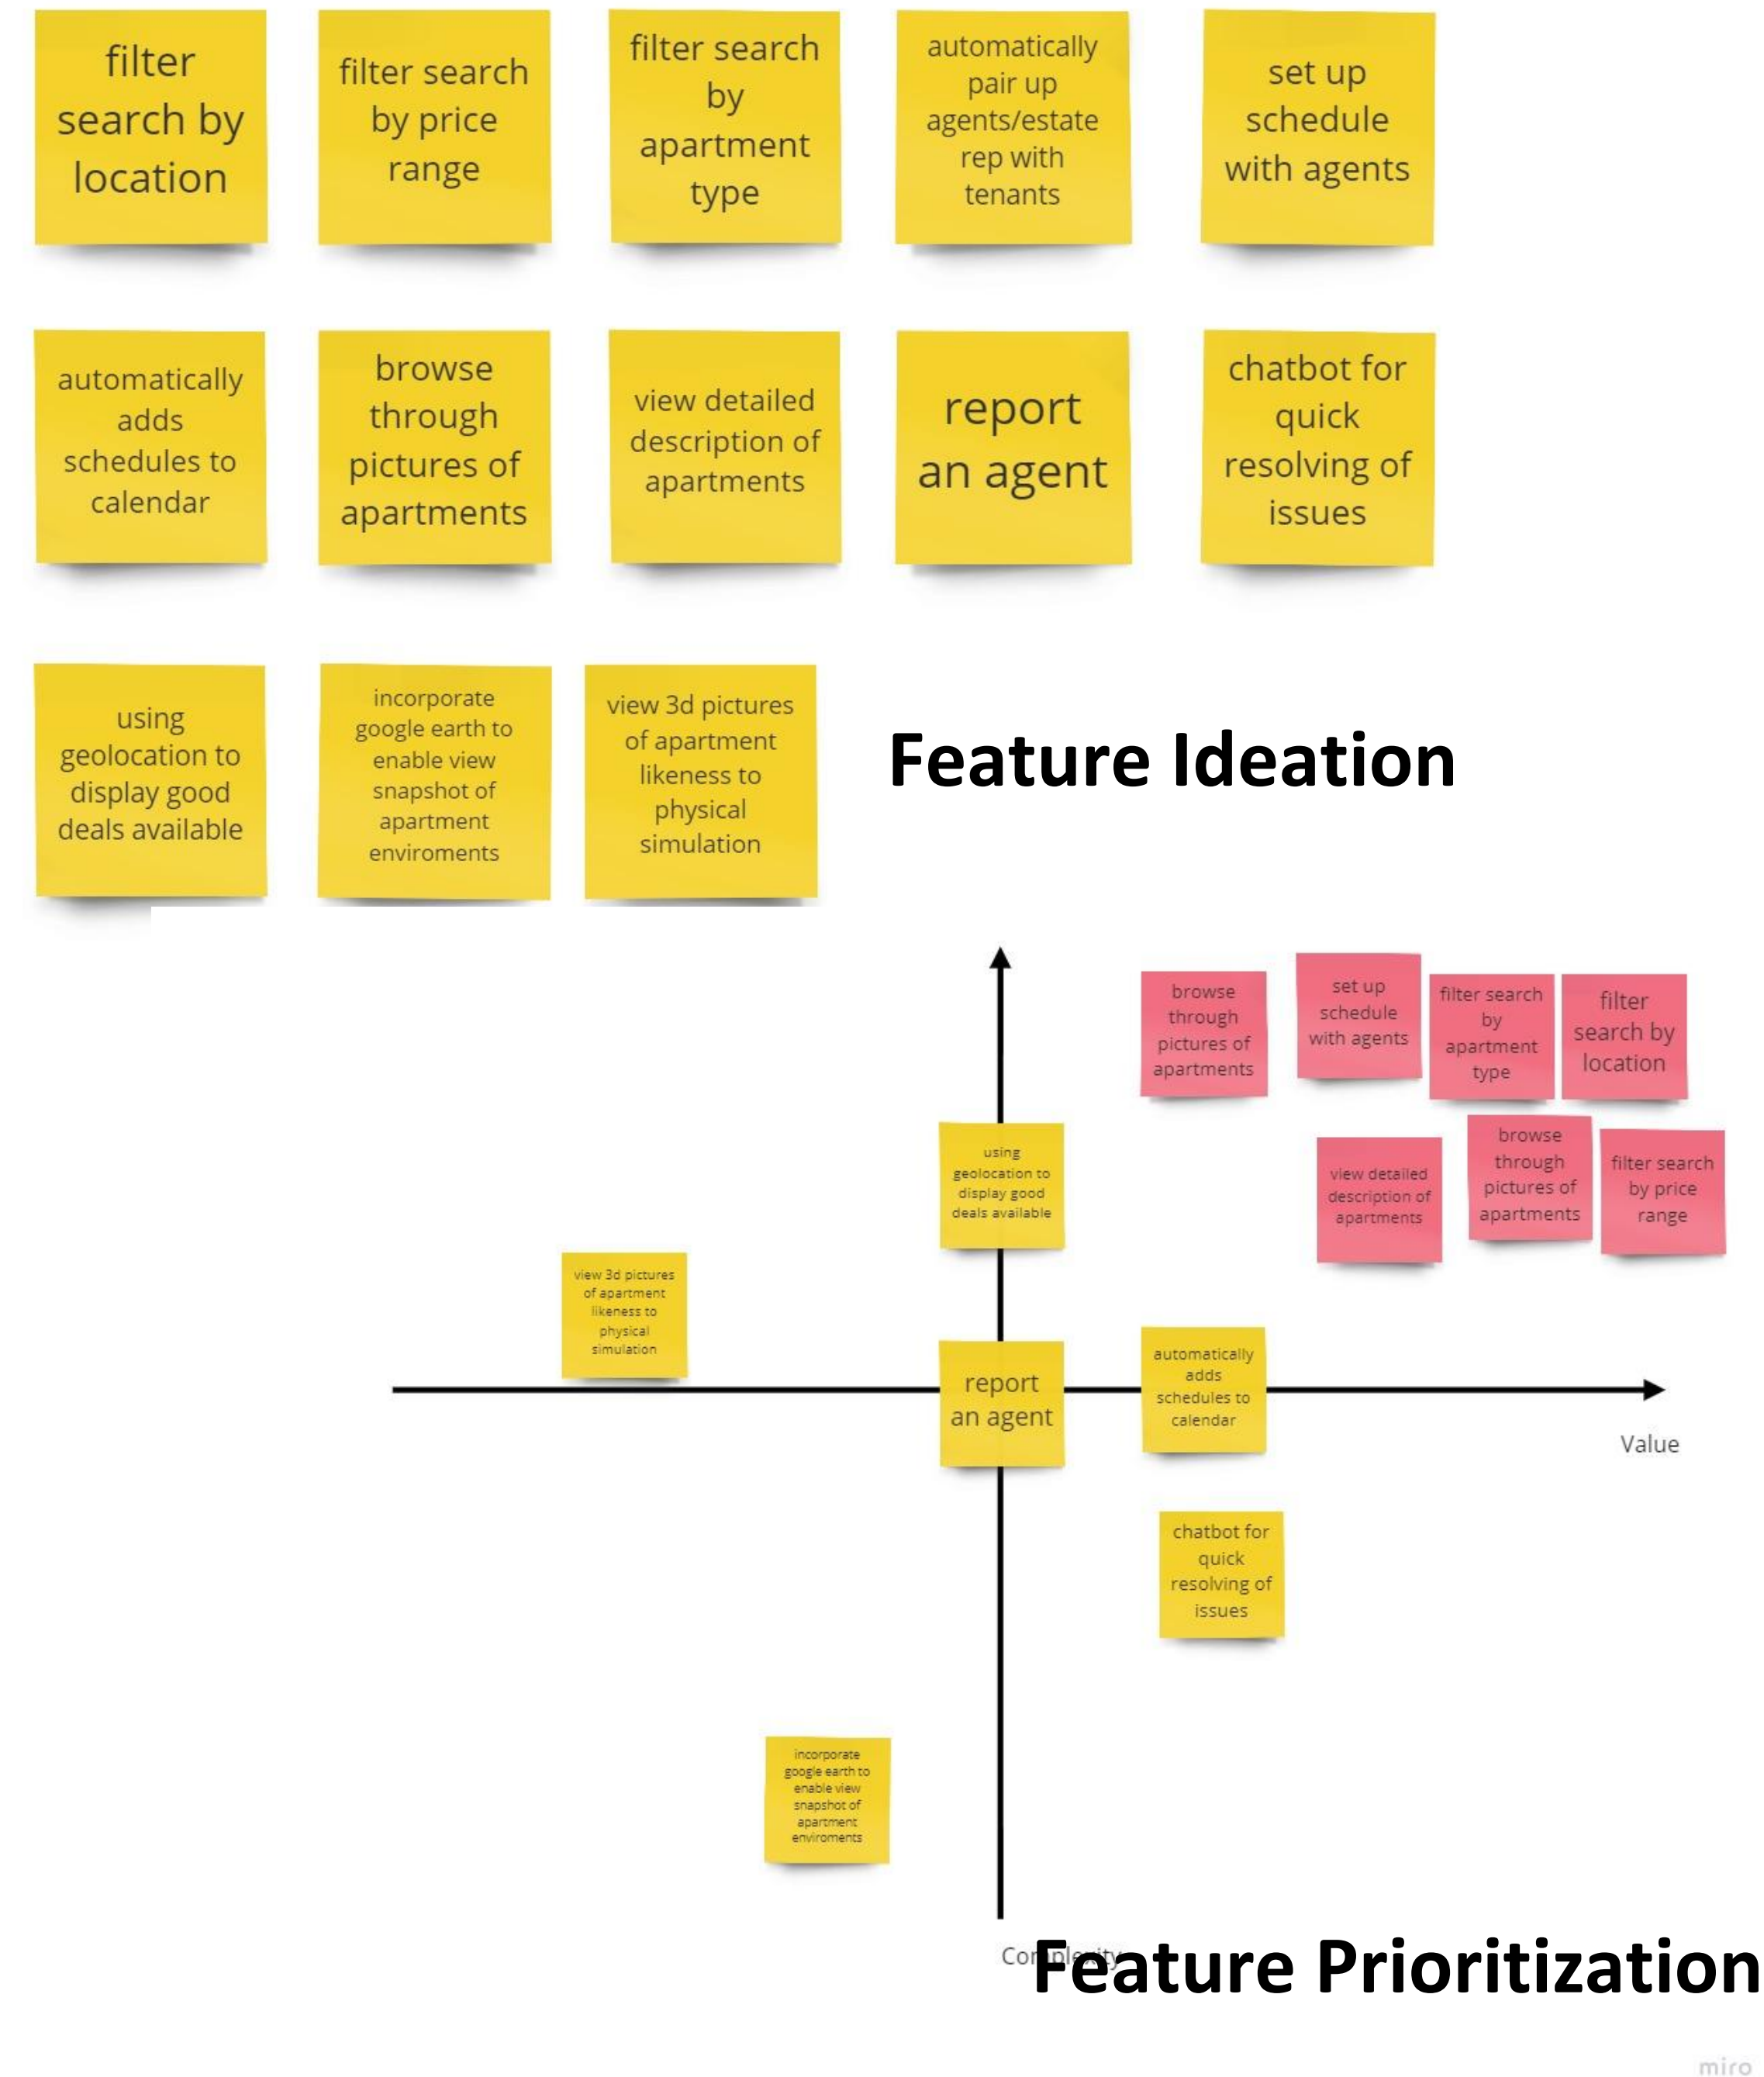 filter
search by
location
filter search
by price
range
filter search
by
apartment
type
automatically
pair up
agents/estate
rep with
tenants
set up
schedule
with agents
automatically
adds
schedules to
calendar
browse
through
pictures of
apartments
view detailed
description of
apartments
report
an agent
chatbot for
quick
resolving of
issues
using
geolocation to
display good
deals available
incorporate
google earth to
enable view
snapshot of
apartment
enviroments
view 3d pictures
of apartment
likeness to
physical
simulation
Feature Ideation
browse
through
pictures of
apartments
set up
schedule
with agents
filter search
by
apartment
type
filter
search by
location
using
geolocation to
display good
deals available
view detailed
description of
apartments
browse
through
pictures of
apartments
filter search
by price
range
view 3d pictures
of apartment
likeness to
physical
simulation
report
an agent
automatically
adds
schedules to
calendar
Value
chatbot for
quick
resolving of
issues
incorporate
google earth to
enable view
snapshot of
apartment
enviroments
Complexity
Feature Prioritization
miro